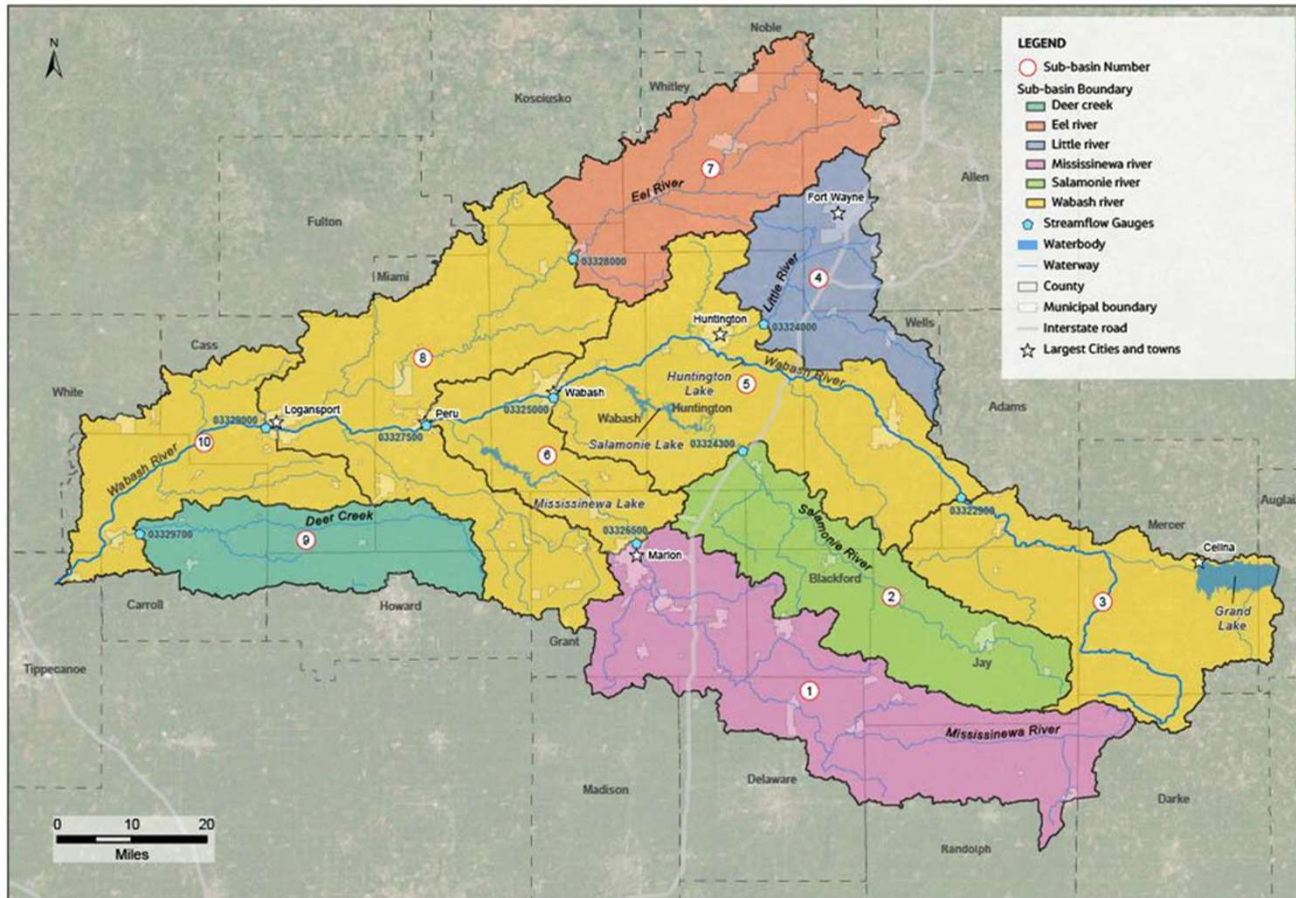 N
Noble
Whitley
Kosciusko
Allen
Fulton
Miami
Cass
White
Wells
Adams
Mercer
Auglai
Darke
Randolph
Delaware
Madison
Grant
Howard
Carroll
Tippecanoe
Wabash
Huntington
Blackford
Jay
7
Eel River
Fort Wayne
Little River
4
03328000
Huntington
03324000
Wabash River
Huntington Lake
5
8
Wabash
03325000
Peru
03327500
Logansport
03329000
10
Wabash River
Salamonie Lake
03324300
6
Mississinewa Lake
03326500
Marion
Deer Creek
9
03329700
Salamonie River
2
03322900
Celina
Grand Lake
3
1
Mississinewa River
0 10 20
Miles
LEGEND
Sub-basin Number
Sub-basin Boundary
Deer creek
Eel river
Little river
Mississinewa river
Salamonie river
Wabash river
Streamflow Gauges
Waterbody
Waterway
County
Municipal boundary
Interstate road
Largest Cities and towns